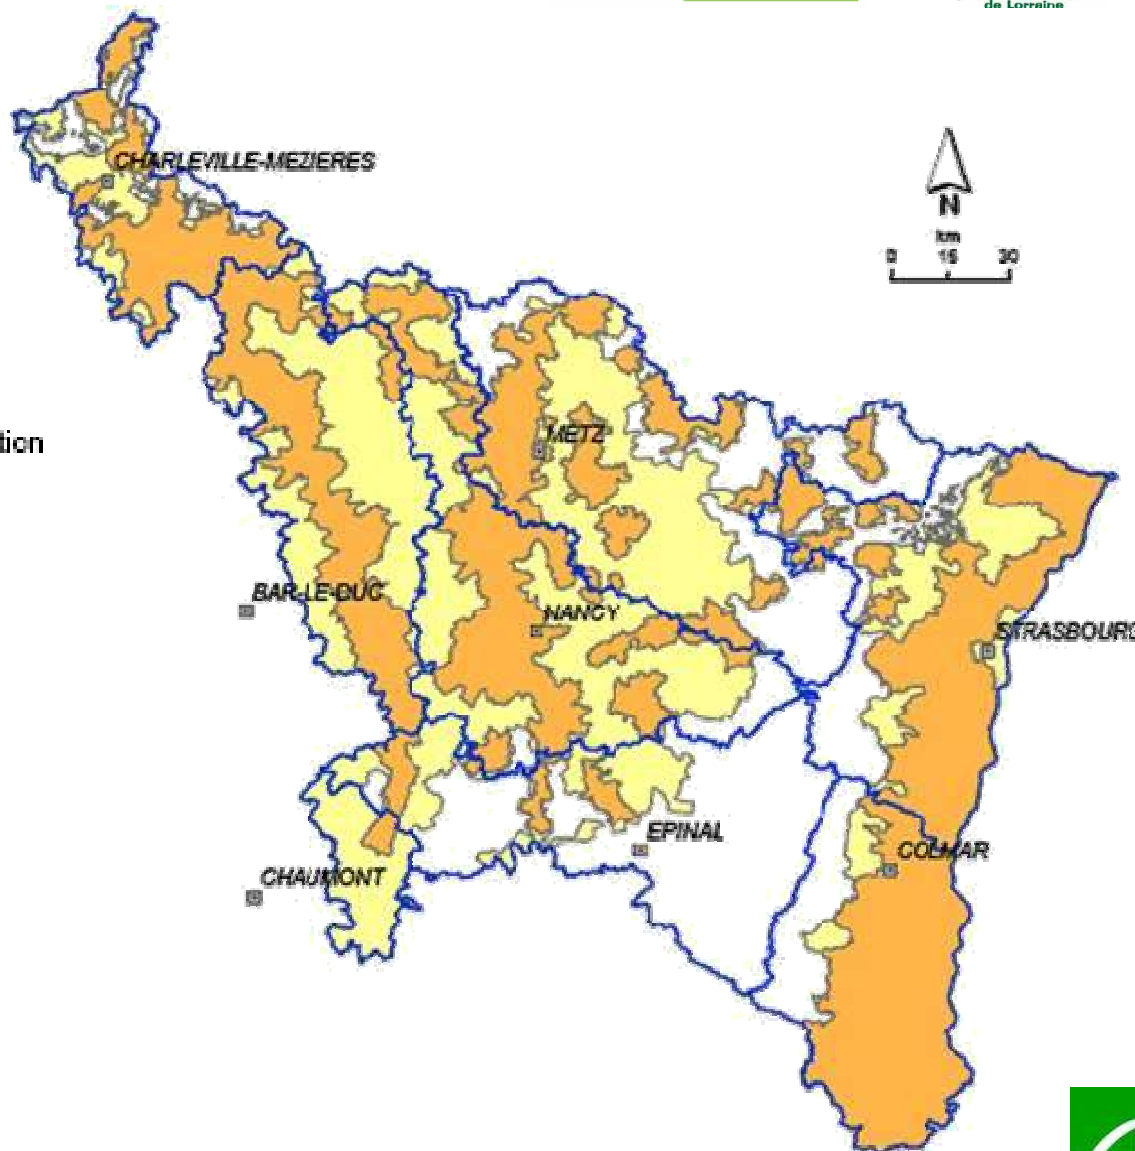 de Lorraine
CHARLEVILLE-MEZIERES
N
km
0 15 30
METZ
tion
BAR-LE-DUC
NANCY
STRASBOURG
EPINAL
COLMAR
CHAUMONT